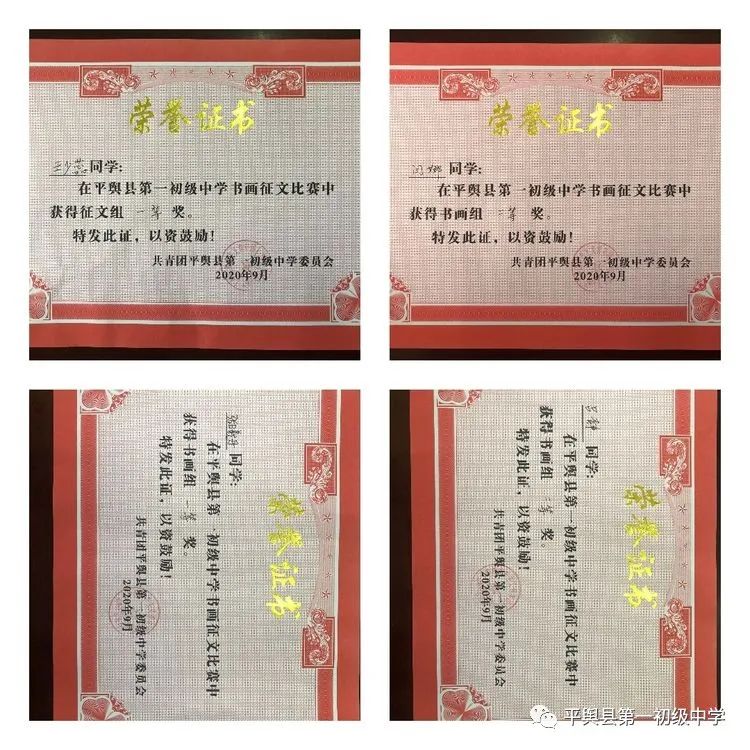 荣誉证书
同学:
在平舆县第一初级中学书画征文比赛中
获得征文组 一等 奖。
特发此证，以资鼓励!
共青团平舆县第一初级中学委员会
2020年9月
荣誉证书
闫娜 同学:
在平舆县第一初级中学书画征文比赛中
获得书画组 二等 奖。
特发此证，以资鼓励!
共青团平舆县第一初级中学委员会
2020年9月
荣誉证书
同学:
在平舆县第一初级中学书画征文比赛中
获得书画组 一等 奖。
特发此证，以资鼓励!
共青团平舆县第一初级中学委员会
2020年9月
荣誉证书
同学:
在平舆县第一初级中学书画征文比赛中
获得书画组 二等 奖。
特发此证，以资鼓励!
共青团平舆县第一初级中学委员会
2020年9月
平舆县第一初级中学